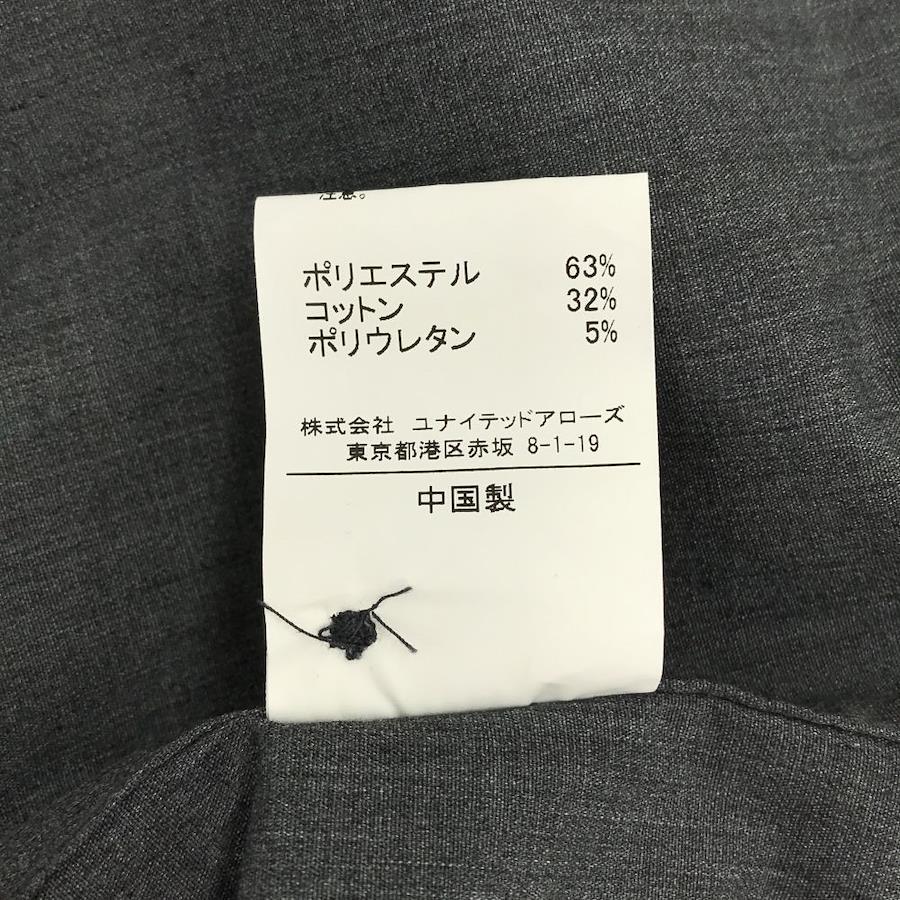 注意。
ポリエステル 63%
コットン 32%
ポリウレタン 5%
株式会社 ユナイテッドアローズ
東京都港区赤坂 8-1-19
中国製